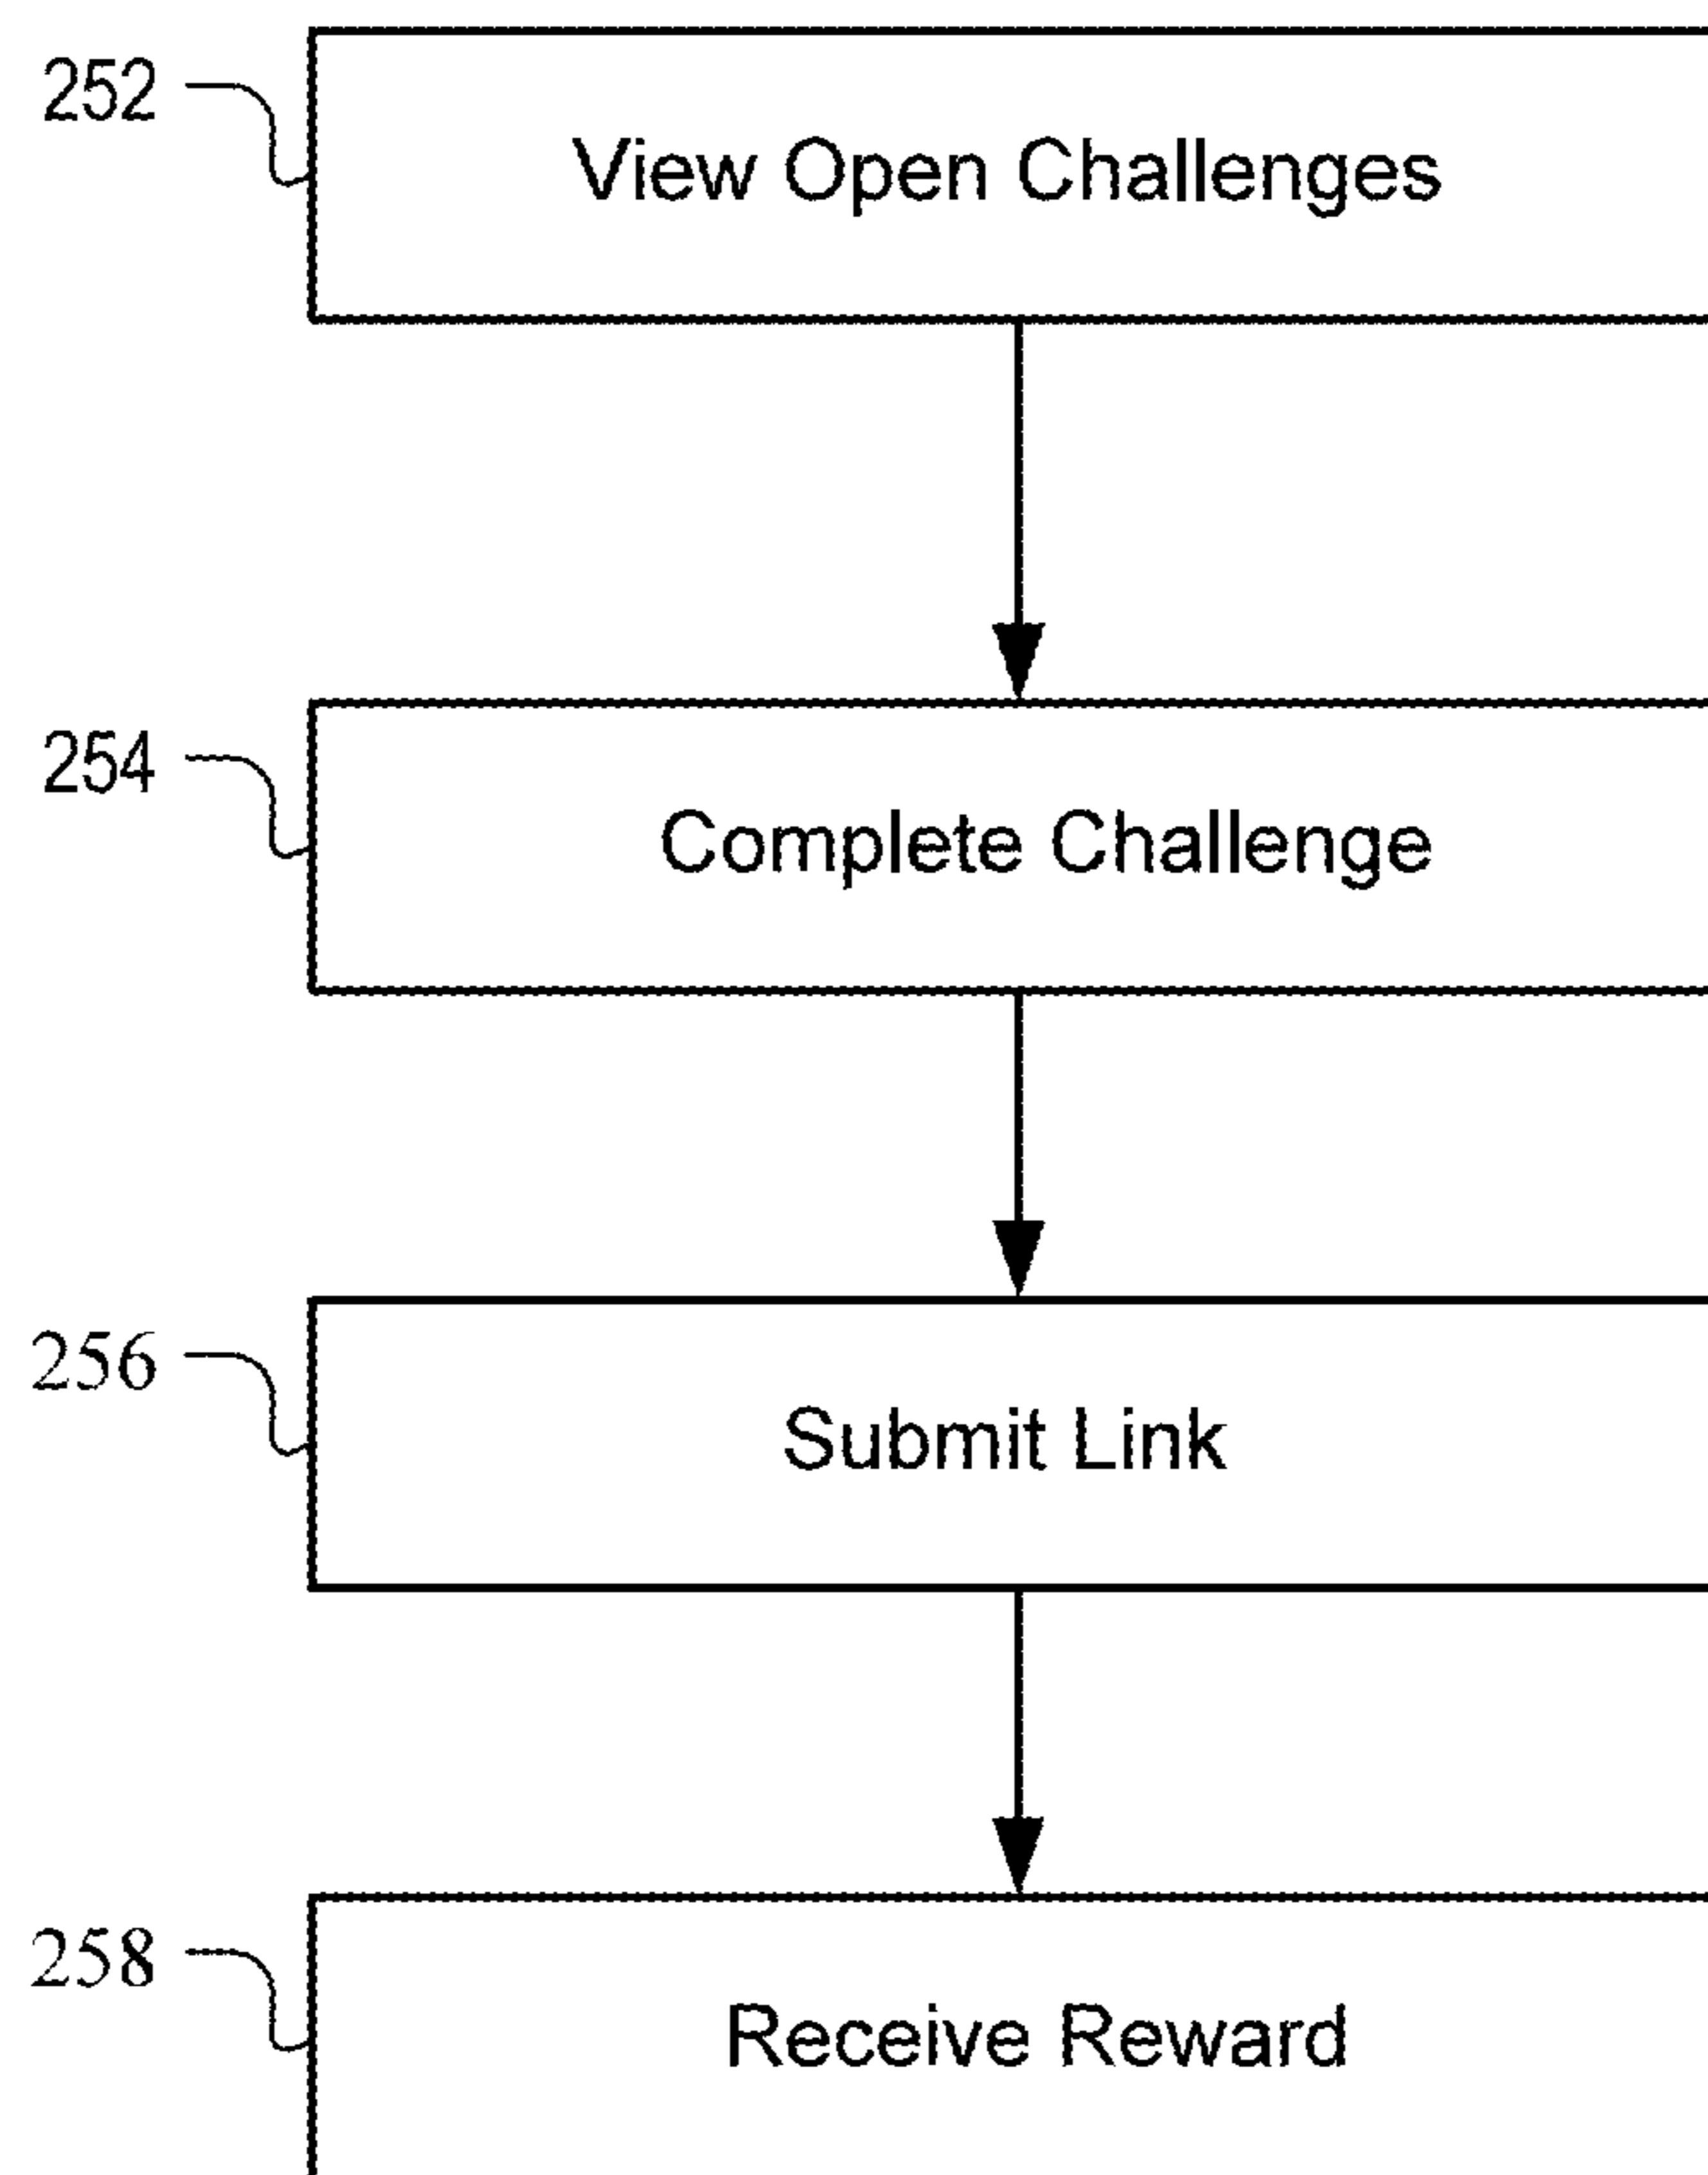 252
View Open Challenges
254
Complete Challenge
256
Submit Link
258
Receive Reward